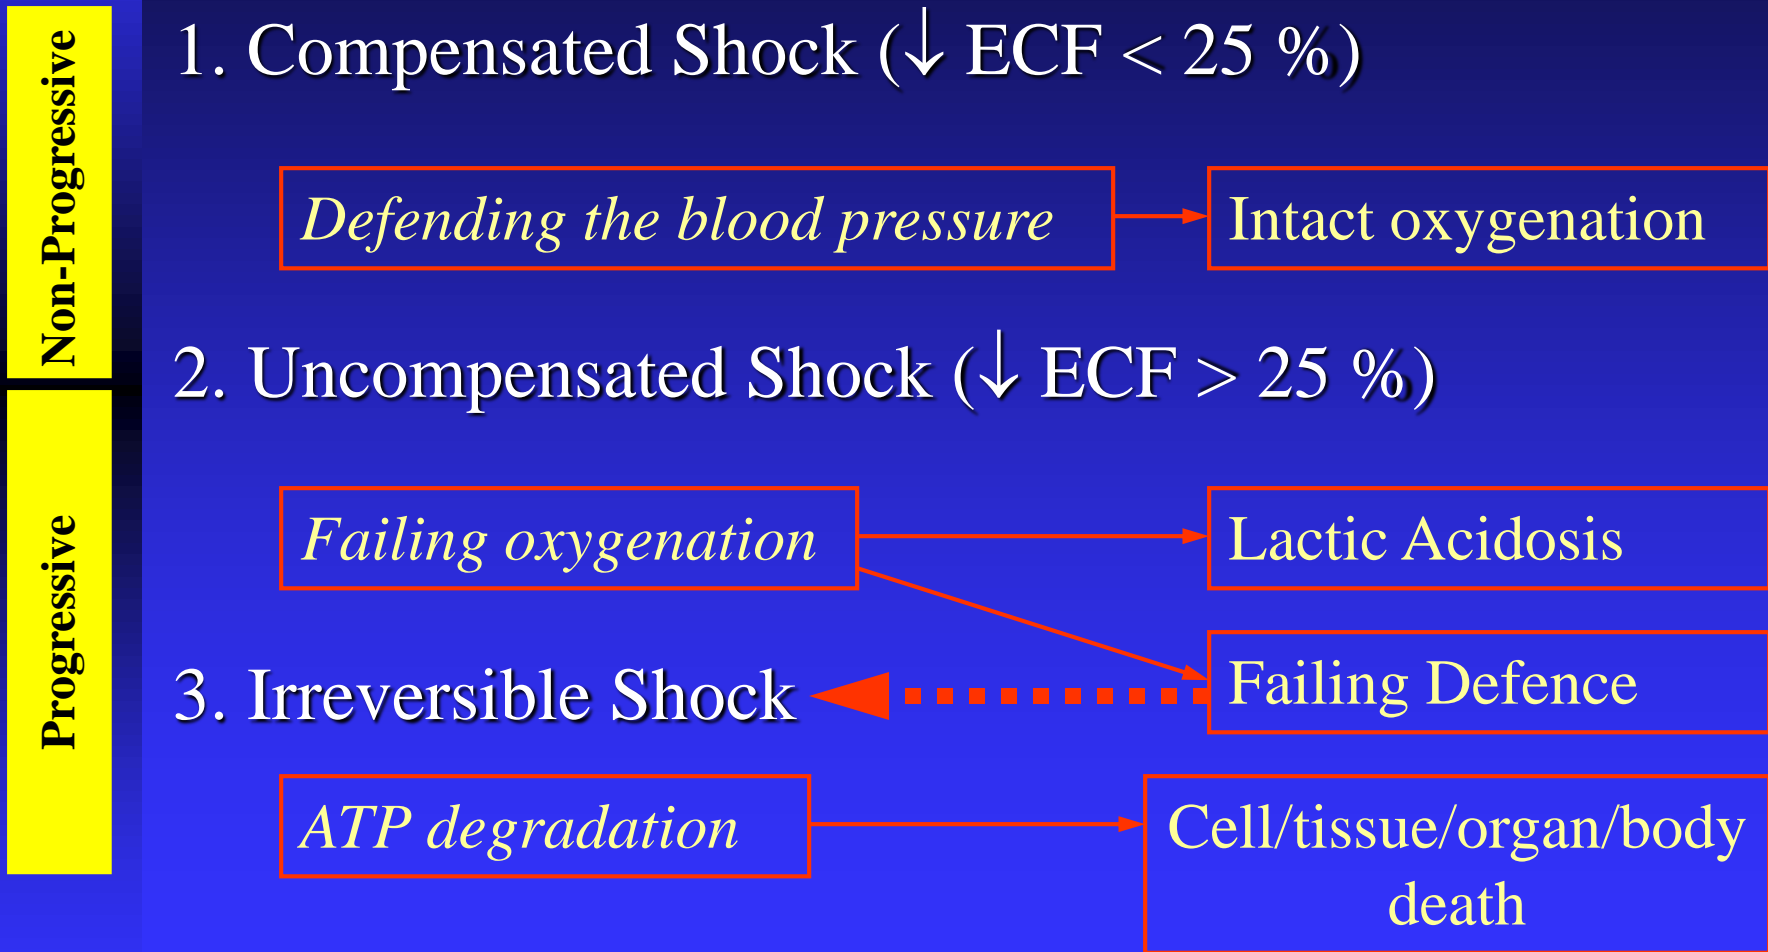 Non-Progressive
1. Compensated Shock (↓ ECF < 25 %)
Defending the blood pressure
Intact oxygenation
2. Uncompensated Shock (↓ ECF > 25 %)
Progressive
Failing oxygenation
Lactic Acidosis
Failing Defence
3. Irreversible Shock
ATP degradation
Cell/tissue/organ/body
death